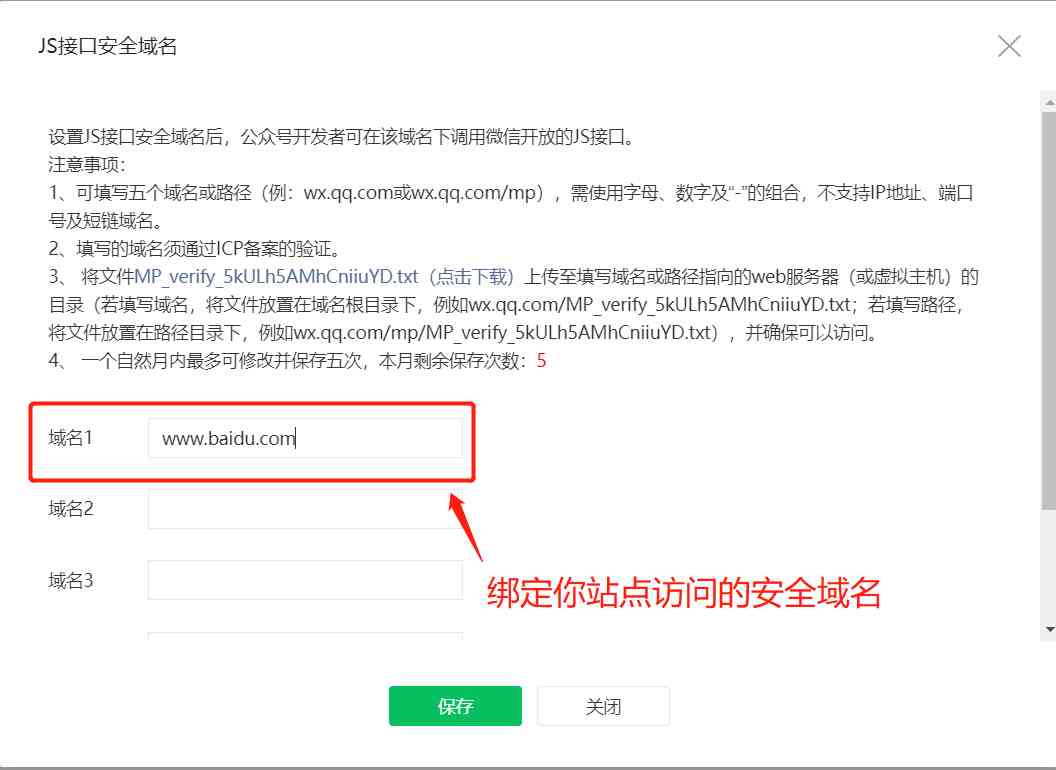 JS接口安全域名
设置JS接口安全域名后，公众号开发者可在该域名下调用微信开放的JS接口。
注意事项：
1、可填写五个域名或路径（例：wx.qq.com或wx.qq.com/mp），需使用字母、数字及“-”的组合，不支持IP地址、端口
号及短链域名。
2、填写的域名须通过ICP备案的验证。
3、 将文件MP_verify_5kULh5AMhCniiuYD.txt（点击下载）上传至填写域名或路径指向的web服务器（或虚拟主机）的
目录（若填写域名，将文件放置在域名根目录下，例如wx.qq.com/MP_verify_5kULh5AMhCniiuYD.txt；若填写路径，
将文件放置在路径目录下，例如wx.qq.com/mp/MP_verify_5kULh5AMhCniiuYD.txt），并确保可以访问。
4、 一个自然月内最多可修改并保存五次，本月剩余保存次数：5
域名1 www.baidu.com
域名2
域名3
绑定你站点访问的安全域名
保存 关闭